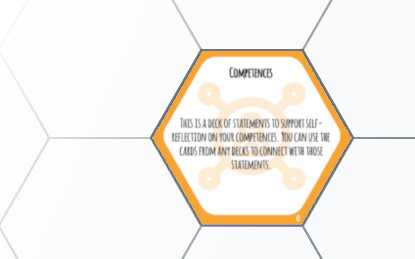 COMPETENCES
THIS IS A DECK OF STATEMENTS TO SUPPORT SELF-
REFLECTION ON YOUR COMPETENCES. YOU CAN USE THE
CARDS FROM ANY DECKS TO CONNECT WITH THOSE
STATEMENTS.